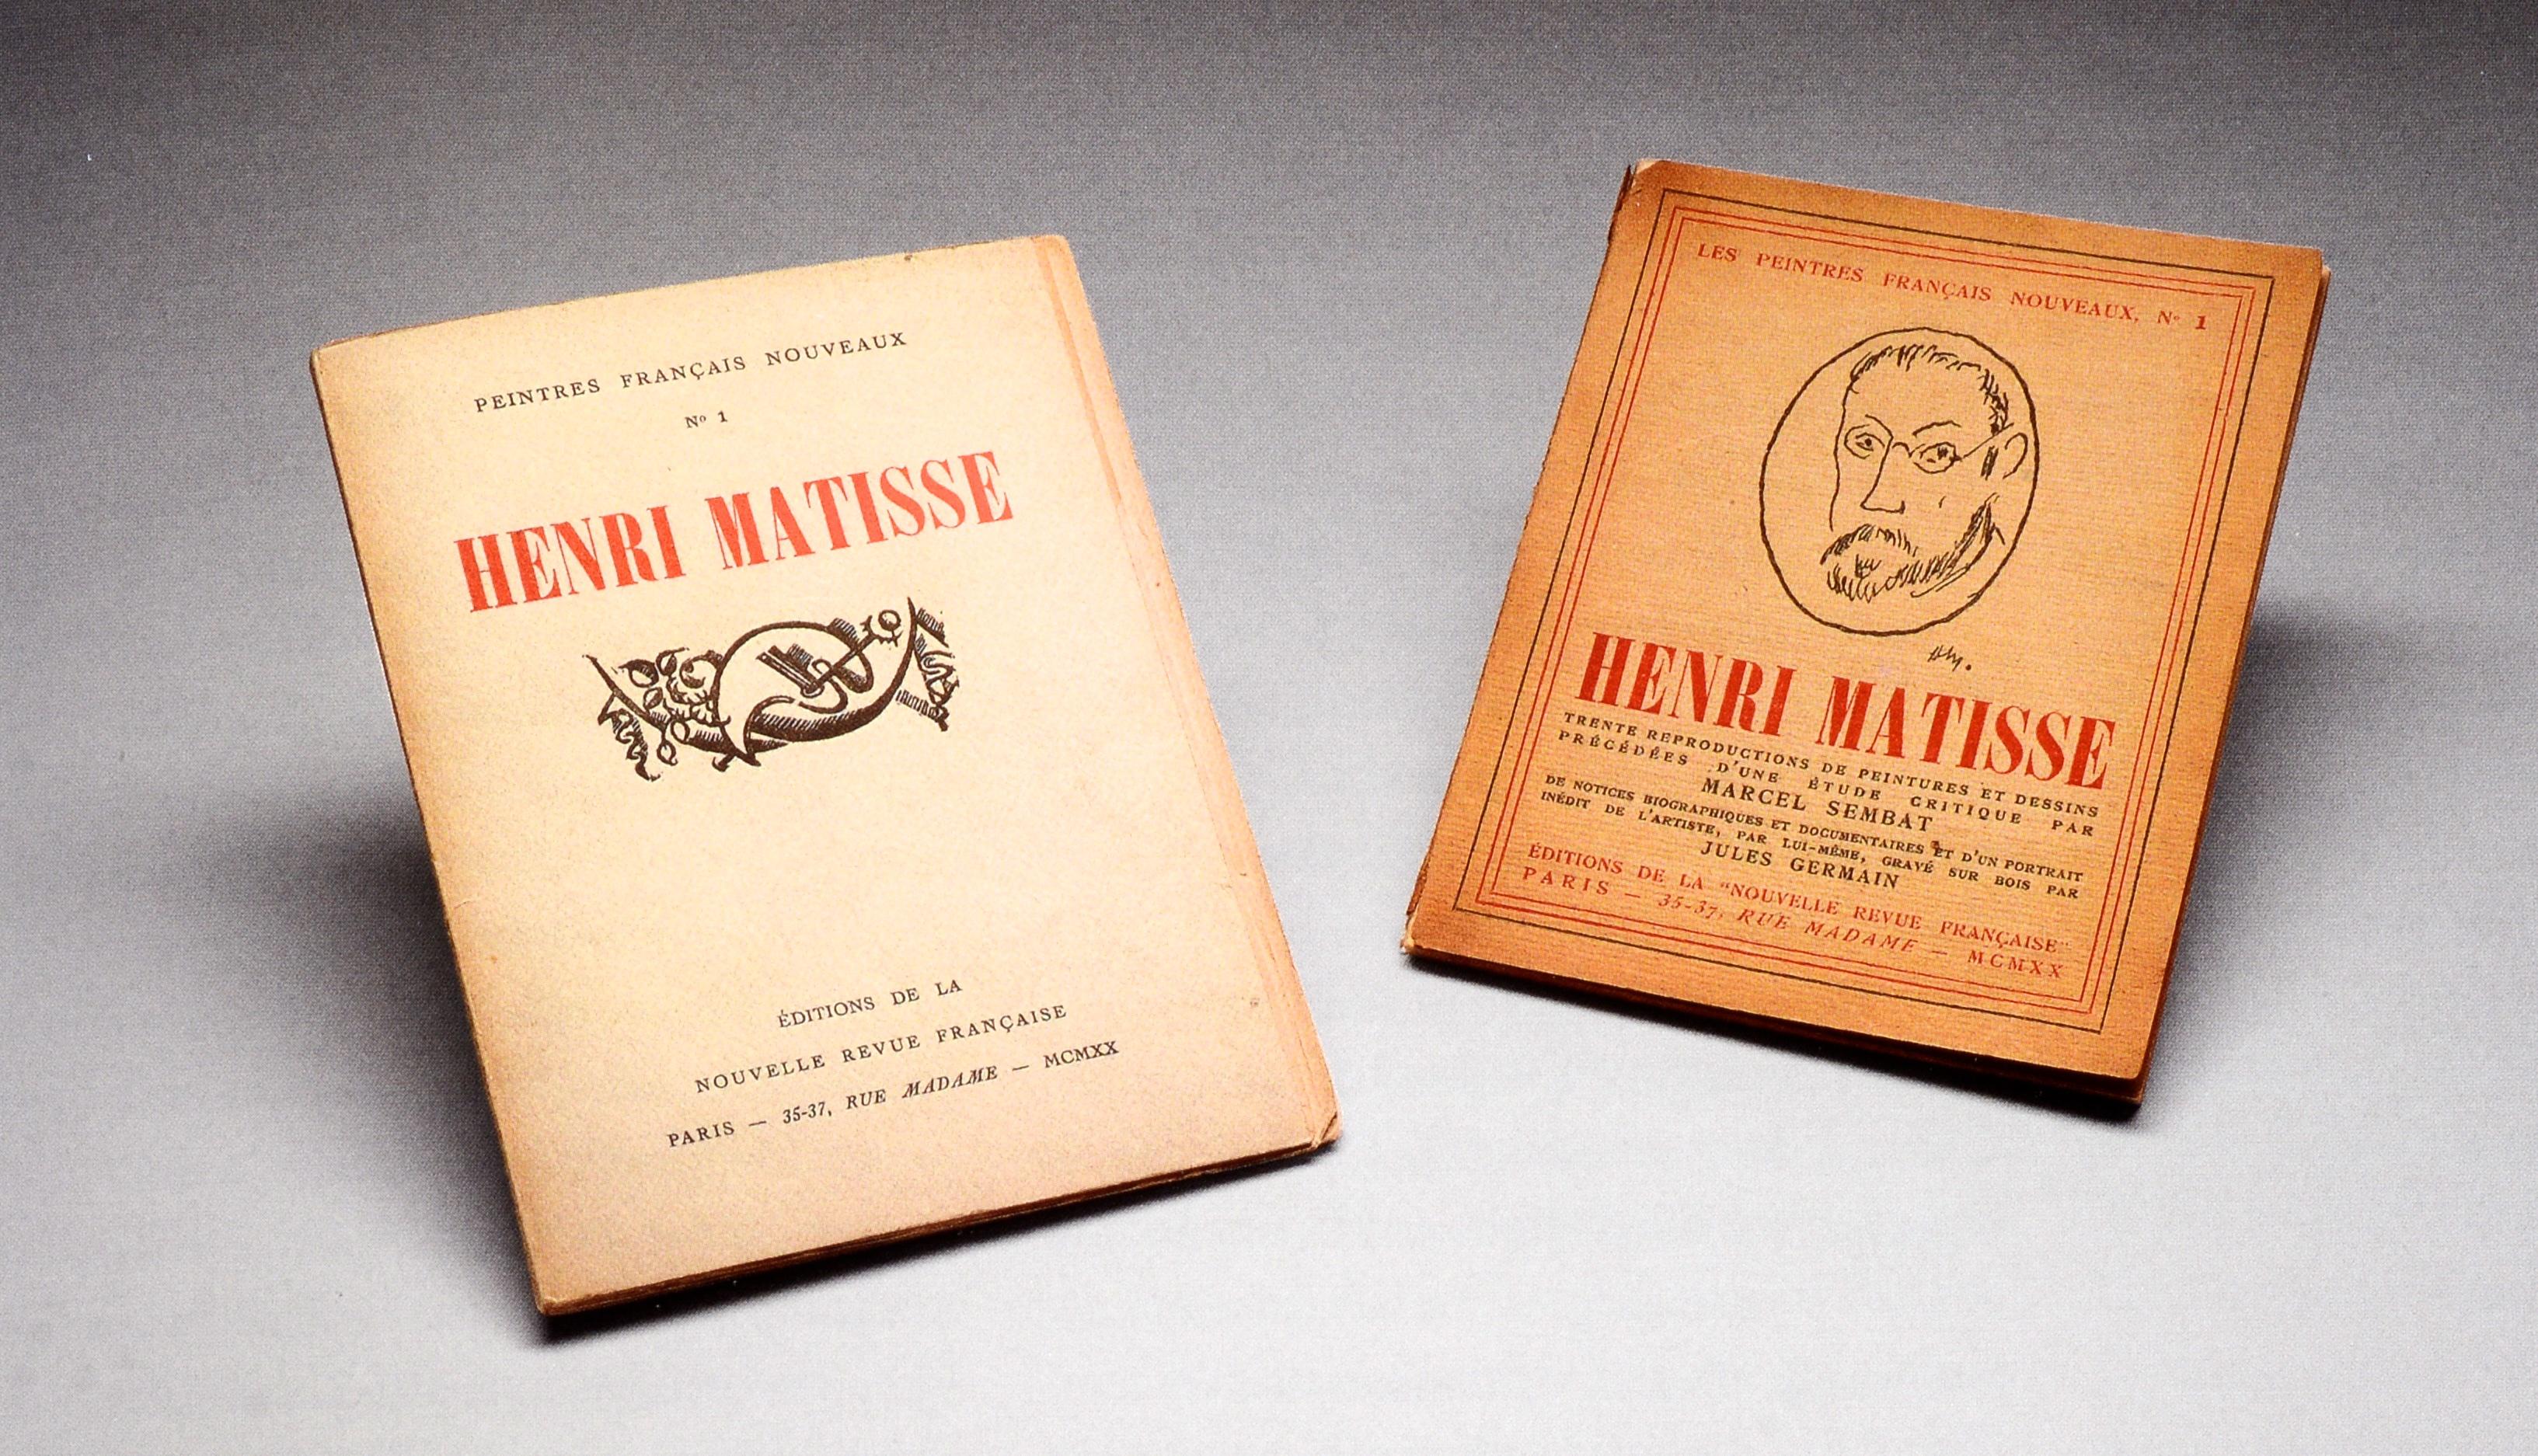 PEINTRES FRANÇAIS NOUVEAUX
Nº 1
HENRI MATISSE
ÉDITIONS DE LA
NOUVELLE REVUE FRANÇAISE
PARIS — 35-37, RUE MADAME — MCMXX
LES PEINTRES FRANÇAIS NOUVEAUX, Nº 1
HM.
HENRI MATISSE
TRENTE REPRODUCTIONS DE PEINTURES ET DESSINS
PRÉCÉDÉES D'UNE ÉTUDE CRITIQUE PAR
MARCEL SEMBAT
DE NOTICES BIOGRAPHIQUES ET DOCUMENTAIRES ET D'UN PORTRAIT
INÉDIT DE L'ARTISTE, PAR LUI-MÊME, GRAVÉ SUR BOIS PAR
JULES GERMAIN
ÉDITIONS DE LA "NOUVELLE REVUE FRANÇAISE"
PARIS — 35-37, RUE MADAME — MCMXX